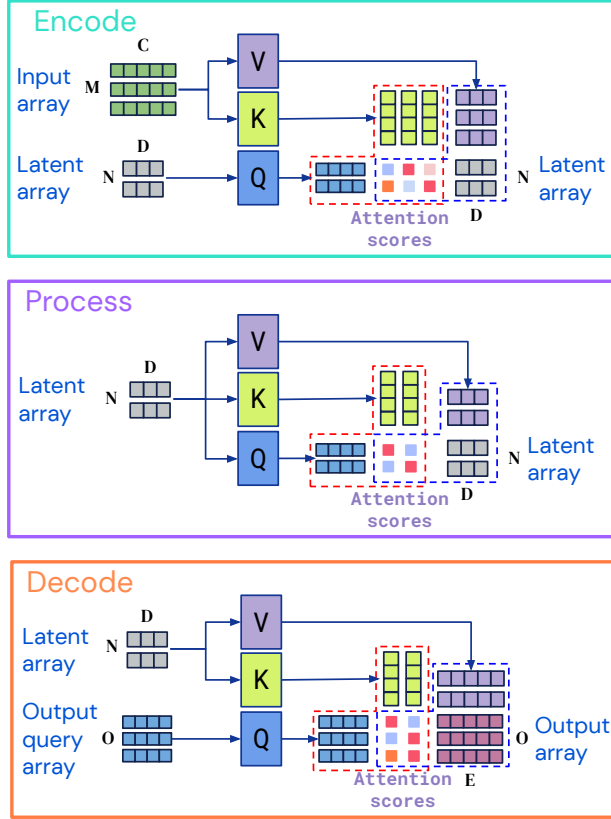 Encode
C
Input
array
M
V
K
D
Latent
array
N
Q
Attention
scores
D
N
Latent
array
Process
D
Latent
array
N
V
K
Q
Attention
scores
D
N
Latent
array
Decode
D
Latent
array
N
V
K
Output
query
array
O
Q
Attention
scores
E
O
Output
array